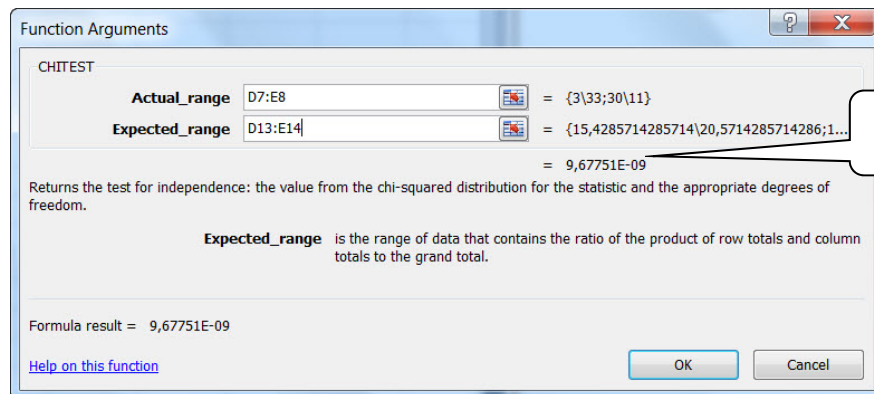 Function Arguments
CHITEST
Actual_range D7:E8 = {3\33;30\11}
Expected_range D13:E14 = {15,4285714285714\20,5714285714286;1...
= 9,67751E-09
Returns the test for independence: the value from the chi-squared distribution for the statistic and the appropriate degrees of
freedom.
Expected_range is the range of data that contains the ratio of the product of row totals and column
totals to the grand total.
Formula result = 9,67751E-09
Help on this function
OK Cancel